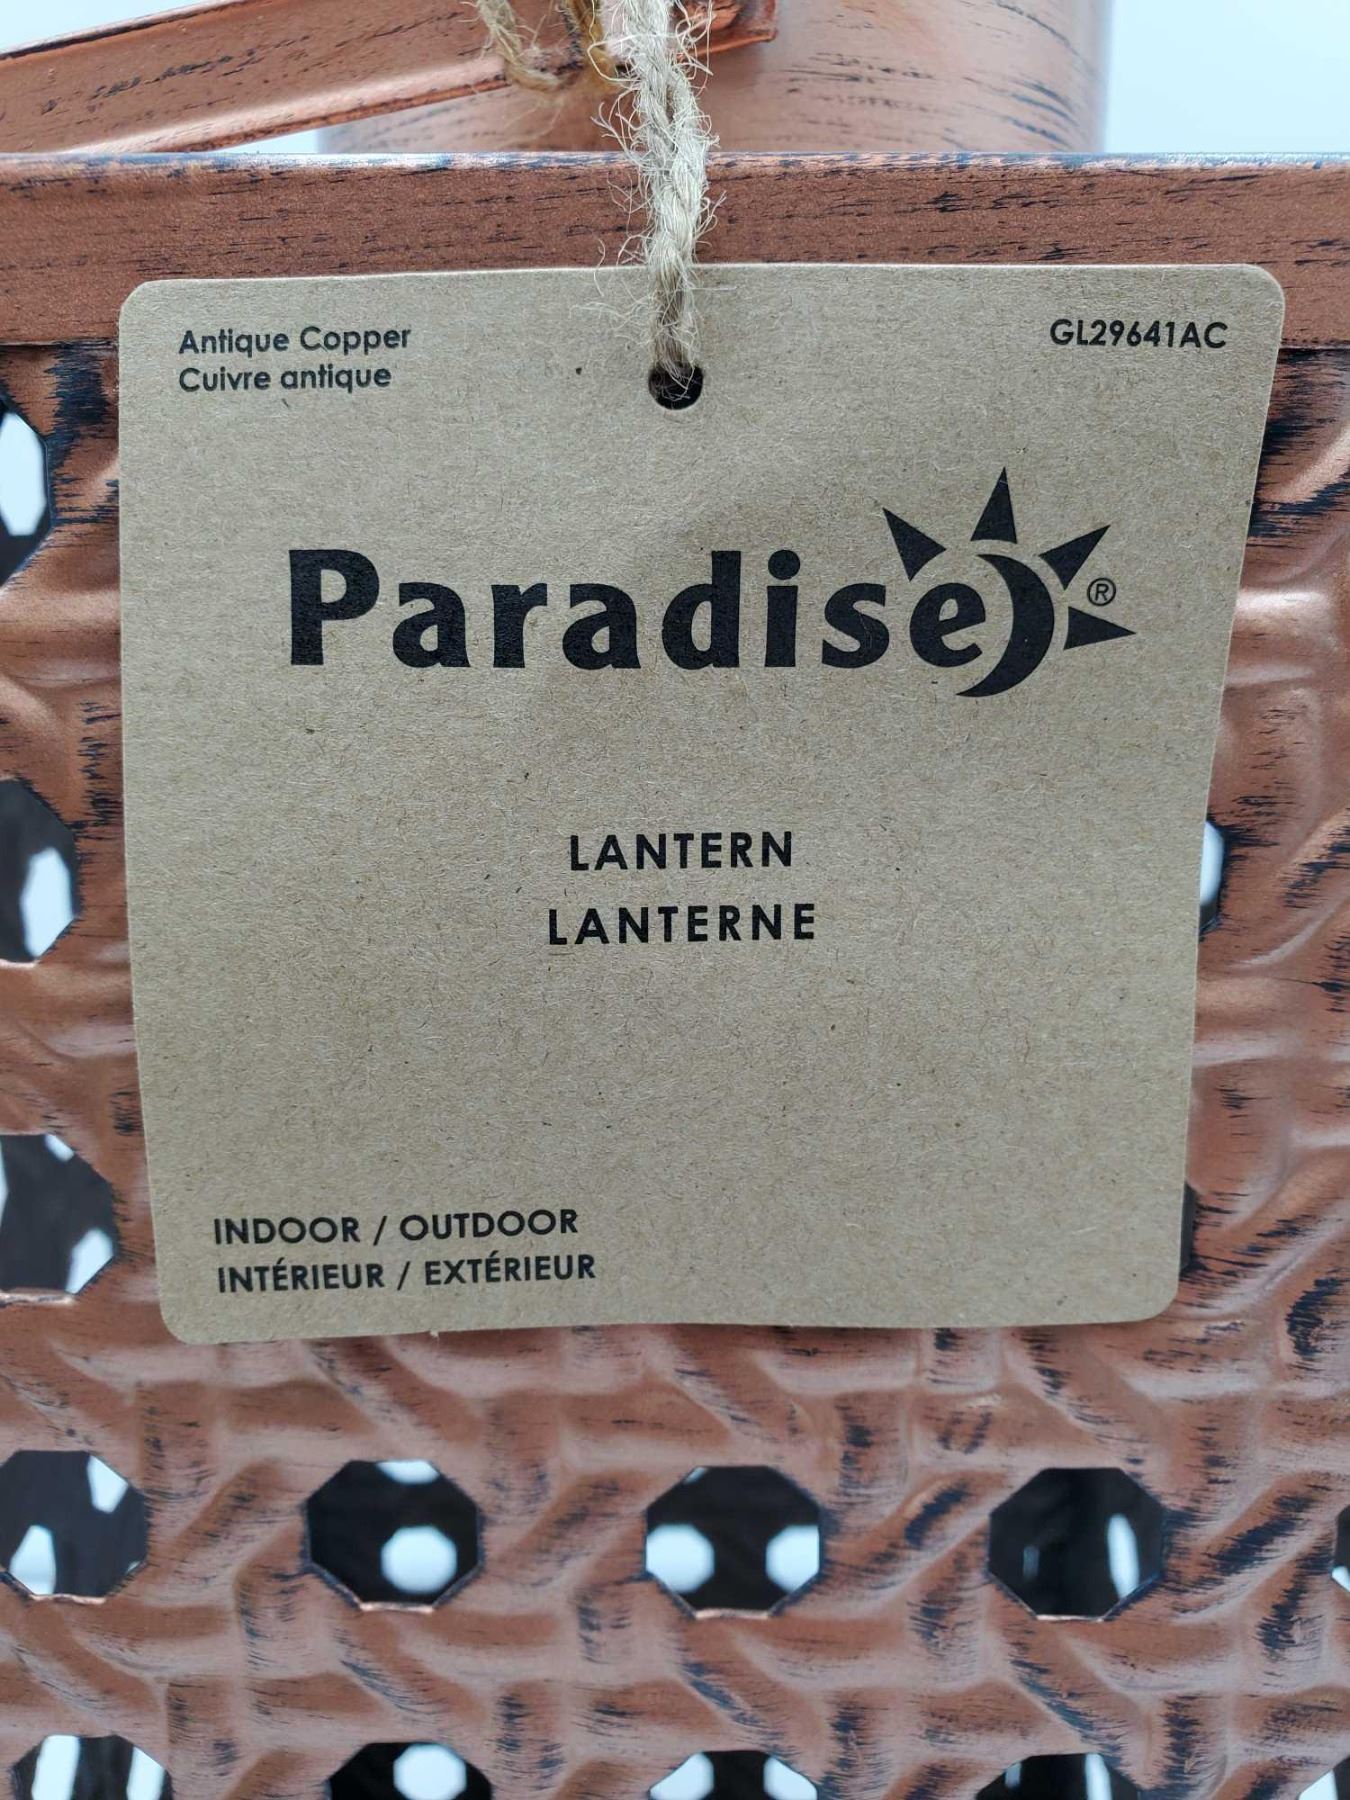 Antique Copper
Cuivre antique
GL29641AC
Paradise®
LANTERN
LANTERNE
INDOOR / OUTDOOR
INTÉRIEUR / EXTÉRIEUR